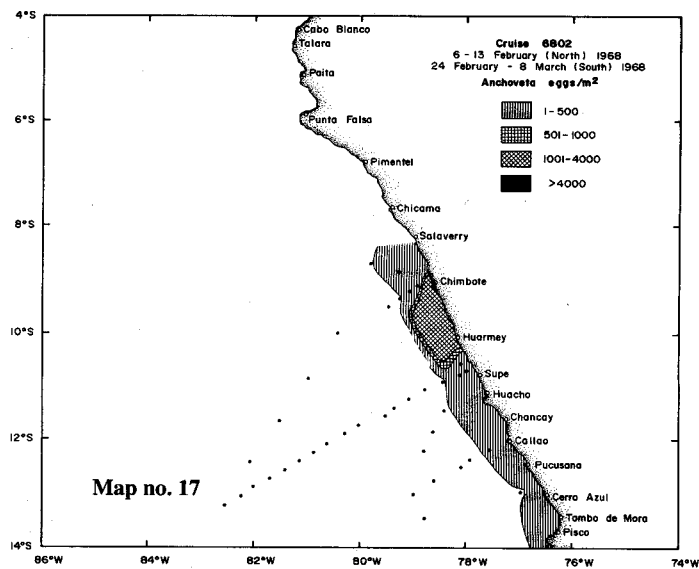 4°S
Cabo Blanco
Talara
Cruise 6802
6 - 13 February (North) 1968
24 February - 8 March (South) 1968
Anchoveta eggs/m²
Paita
1-500
6°S
Punta Falsa
501-1000
1001-4000
Pimentel
>4000
Chicama
8°S
Salaverry
Chimbote
10°S
Huarmey
Supe
Huacho
Chancay
12°S
Callao
Pucusana
Map no. 17
Cerro Azul
Tambo de Mora
Pisco
14°S
86°W 84°W 82°W 80°W 78°W 76°W 74°W